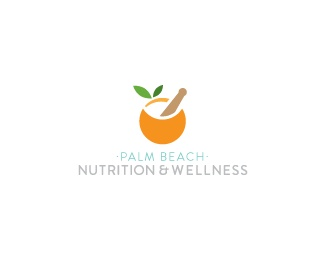 ·PALM BEACH·
NUTRITION & WELLNESS